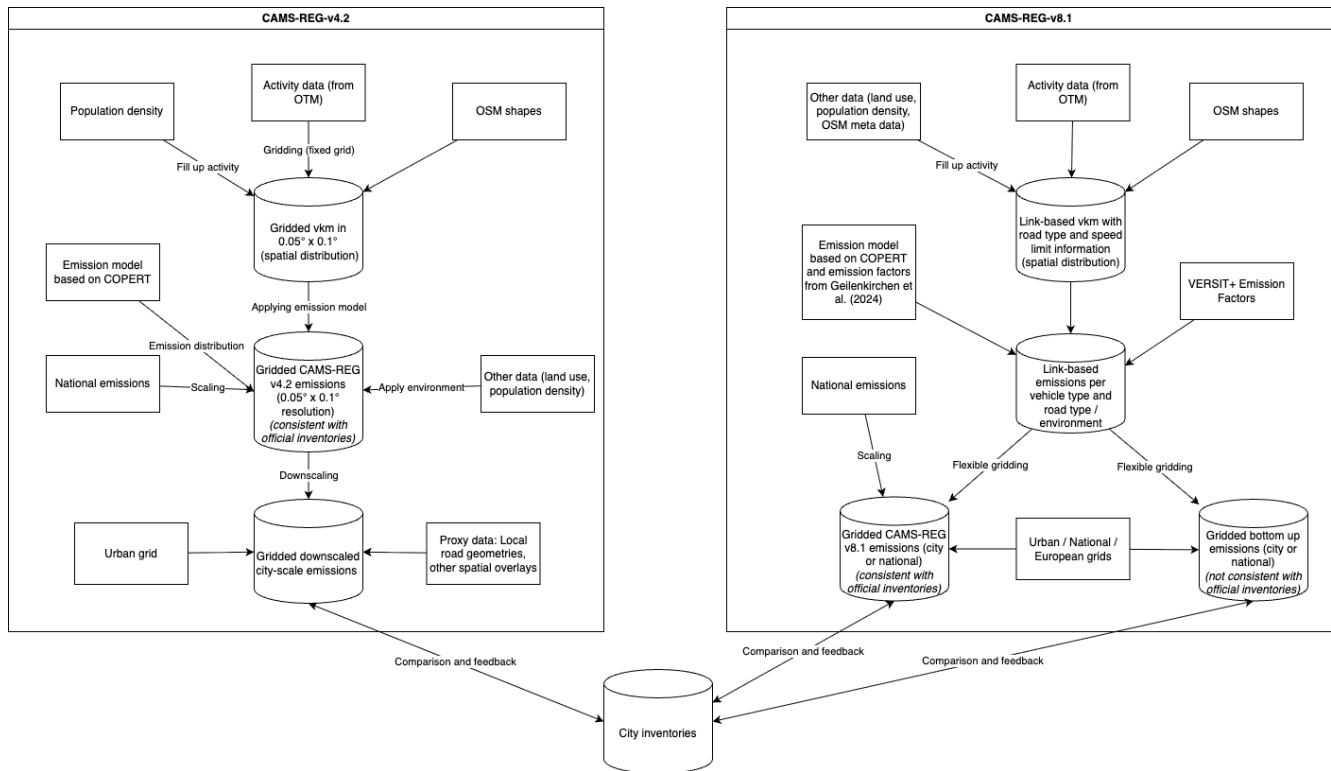 CAMS-REG-v4.2
Population density
Activity data (from
OTM)
OSM shapes
Gridding (fixed grid)
Fill up activity
Gridded vkm in
0.05° x 0.1°
(spatial distribution)
Emission model
based on COPERT
Applying emission model
Emission distribution
National emissions
Scaling
Gridded CAMS-REG
v4.2 emissions
(0.05° x 0.1°
resolution)
(consistent with
official inventories)
Apply environment
Other data (land use,
population density)
Downscaling
Urban grid
Gridded downscaled
city-scale emissions
Proxy data: Local
road geometries,
other spatial overlays
CAMS-REG-v8.1
Other data (land use,
population density,
OSM meta data)
Activity data (from
OTM)
OSM shapes
Fill up activity
Link-based vkm with
road type and speed
limit information
(spatial distribution)
Emission model
based on COPERT
and emission factors
from Geilenkirchen et
al. (2024)
VERSIT+ Emission
Factors
National emissions
Link-based
emissions per
vehicle type and
road type /
environment
Scaling
Flexible gridding
Flexible gridding
Gridded CAMS-REG
v8.1 emissions (city
or national)
(consistent with
official inventories)
Urban / National /
European grids
Gridded bottom up
emissions (city or
national)
(not consistent with
official inventories)
Comparison and feedback
Comparison and feedback
Comparison and feedback
City inventories